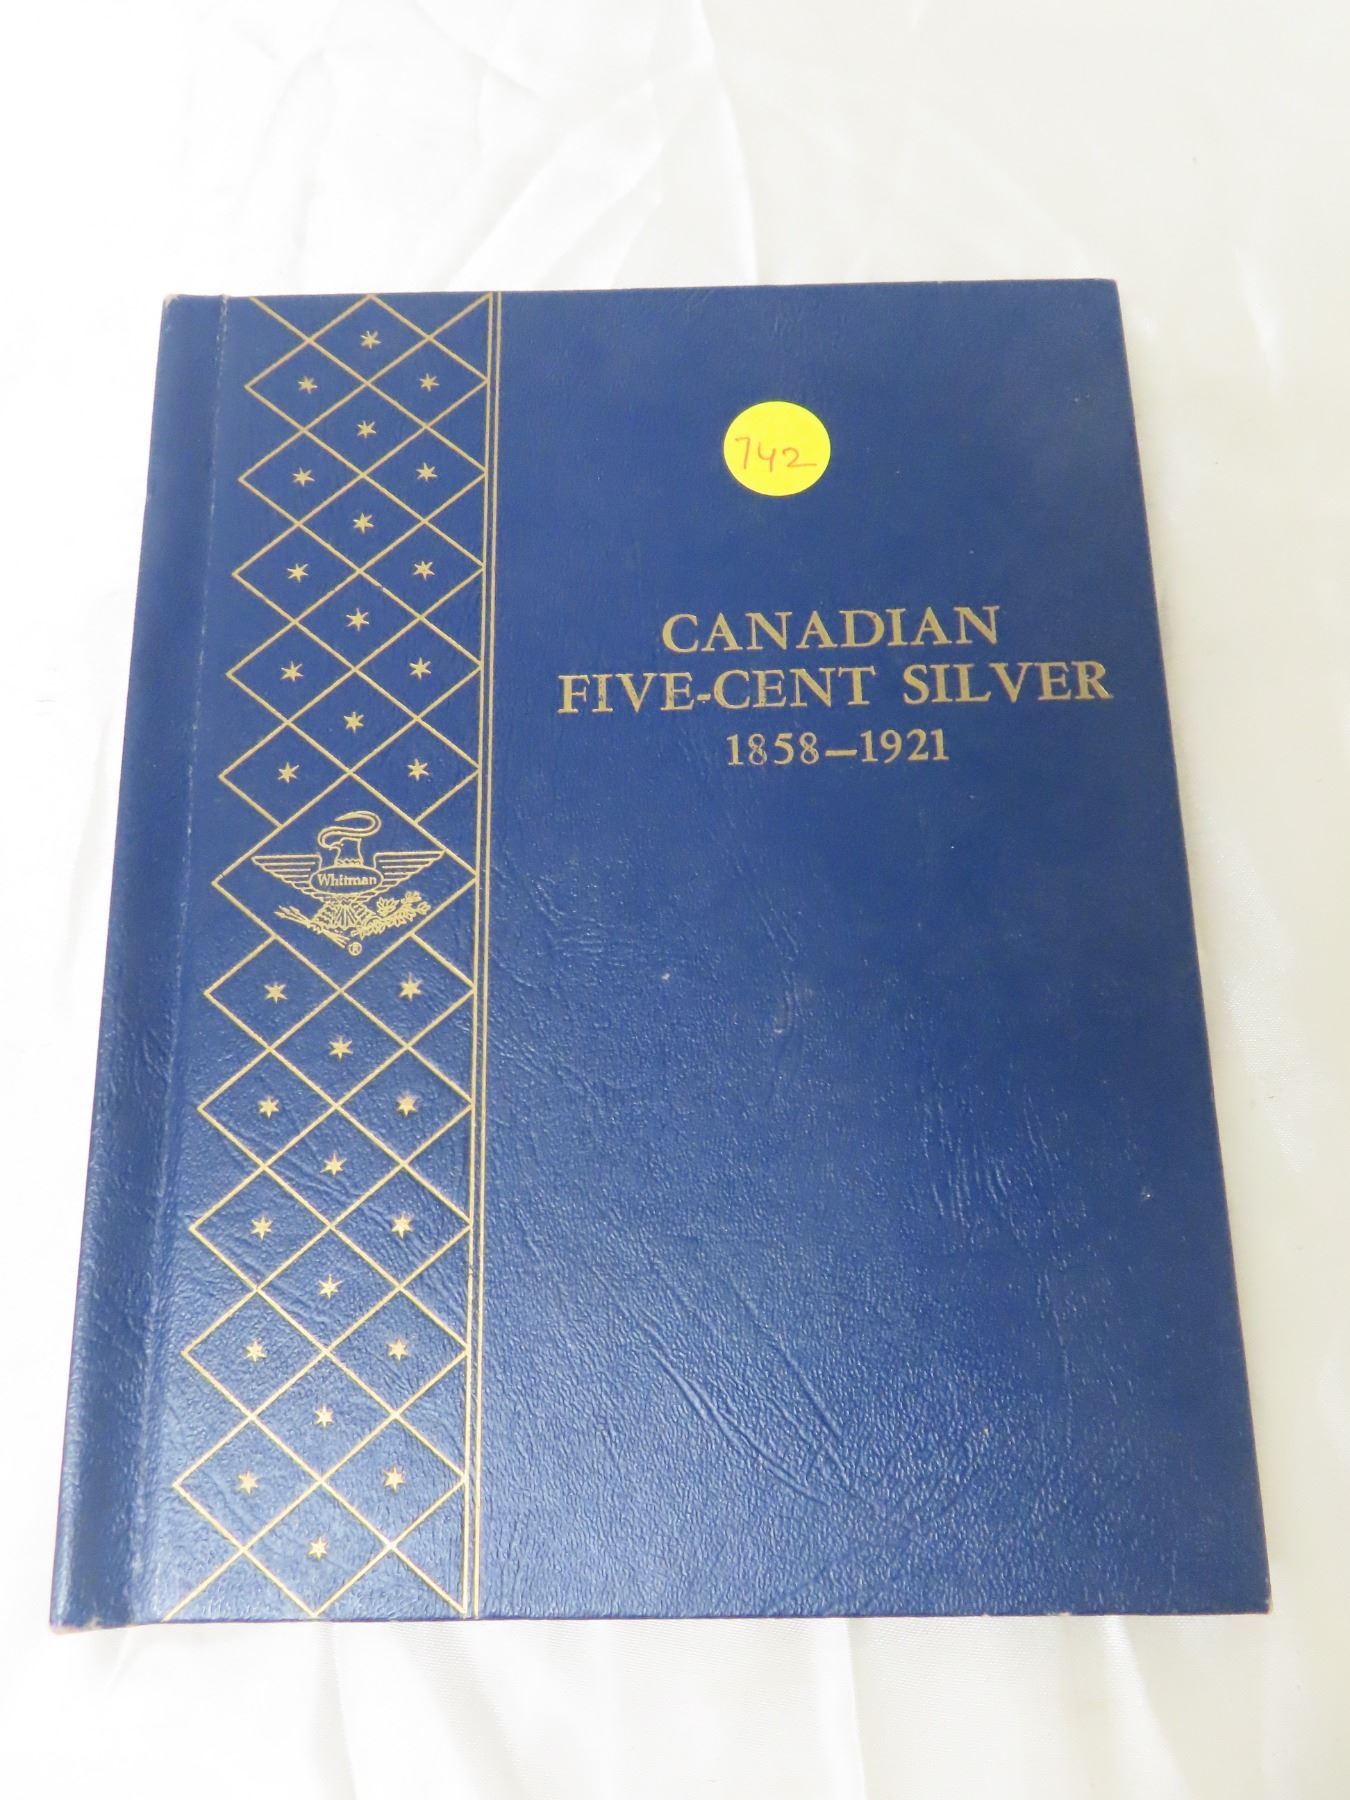 742
CANADIAN
FIVE-CENT SILVER
1858–1921
Whitman
®